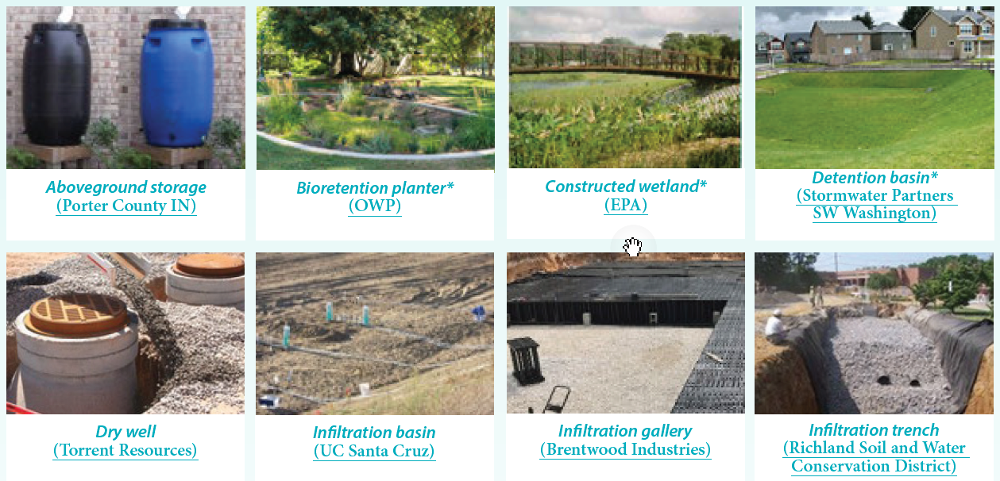 Aboveground storage
(Porter County IN)
Bioretention planter*
(OWP)
Constructed wetland*
(EPA)
Detention basin*
(Stormwater Partners
SW Washington)
Dry well
(Torrent Resources)
Infiltration basin
(UC Santa Cruz)
Infiltration gallery
(Brentwood Industries)
Infiltration trench
(Richland Soil and Water
Conservation District)